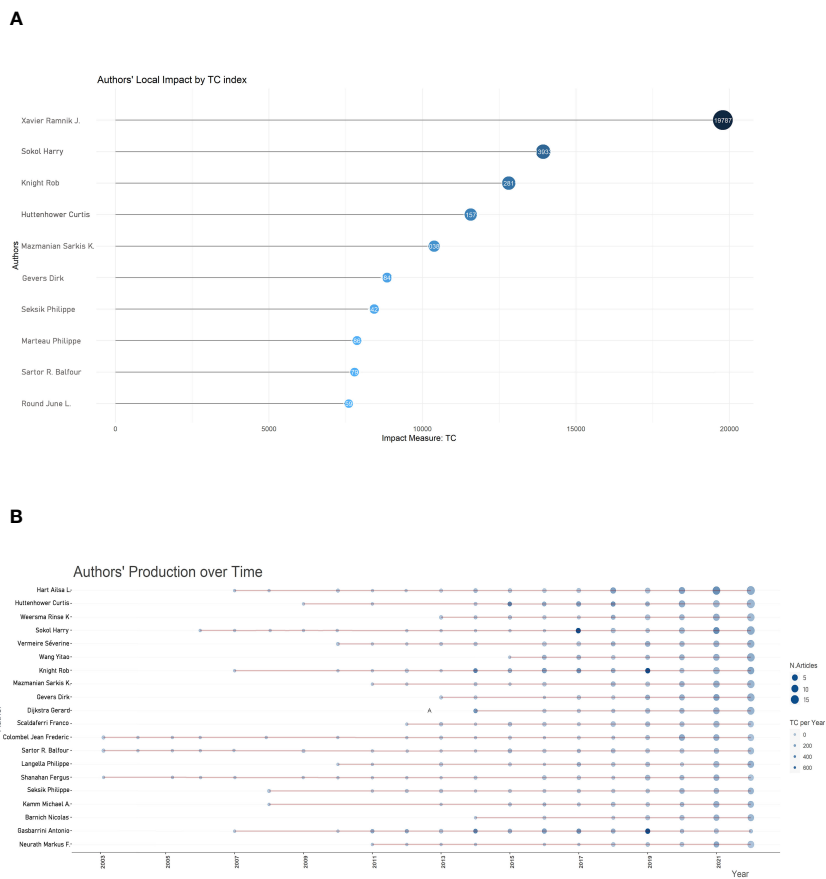 A
Authors' Local Impact by TC index
Xavier Ramnik J.
19787
Sokol Harry
Knight Rob
281
Huttenhower Curtis
157
Authors
Mazmanian Sarkis K.
Gevers Dirk
Seksik Philippe
42
Marteau Philippe
Sartor R. Balfour
79
Round June L.
0
5000
10000
15000
20000
Impact Measure: TC
B
Authors' Production over Time
Hart Ailsa L
Huttenhower Curtis
Weersma Rinse K
Sokol Harry
Vermeire Séverine
Wang Yitao
Knight Rob
Mazmanian Sarkis K.
Gevers Dirk
Dijkstra Gerard
A
Scaldaferri Franco
Colombel Jean Frederic
Sartor R. Balfour
Langella Philippe
Shanahan Fergus
Seksik Philippe
Kamm Michael A.
Barnich Nicolas
Gasbarrini Antonio
Neurath Markus F.
2003
2005
2007
2009
2011
2013
2015
2017
2019
2021
Year
N.Articles
5
10
15
TC per Year
0
200
400
600